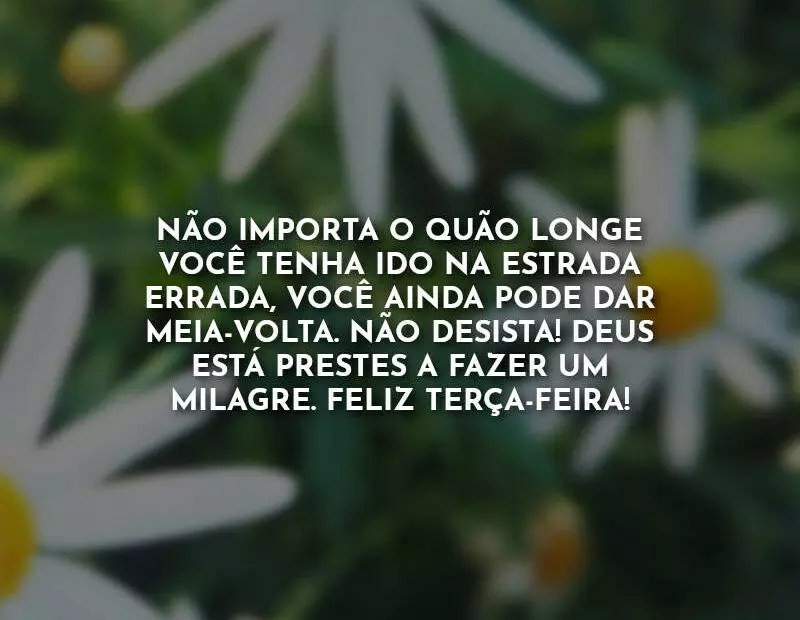 NÃO IMPORTA O QUÃO LONGE
VOCÊ TENHA IDO NA ESTRADA
ERRADA, VOCÊ AINDA PODE DAR
MEIA-VOLTA. NÃO DESISTA! DEUS
ESTÁ PRESTES A FAZER UM
MILAGRE. FELIZ TERÇA-FEIRA!